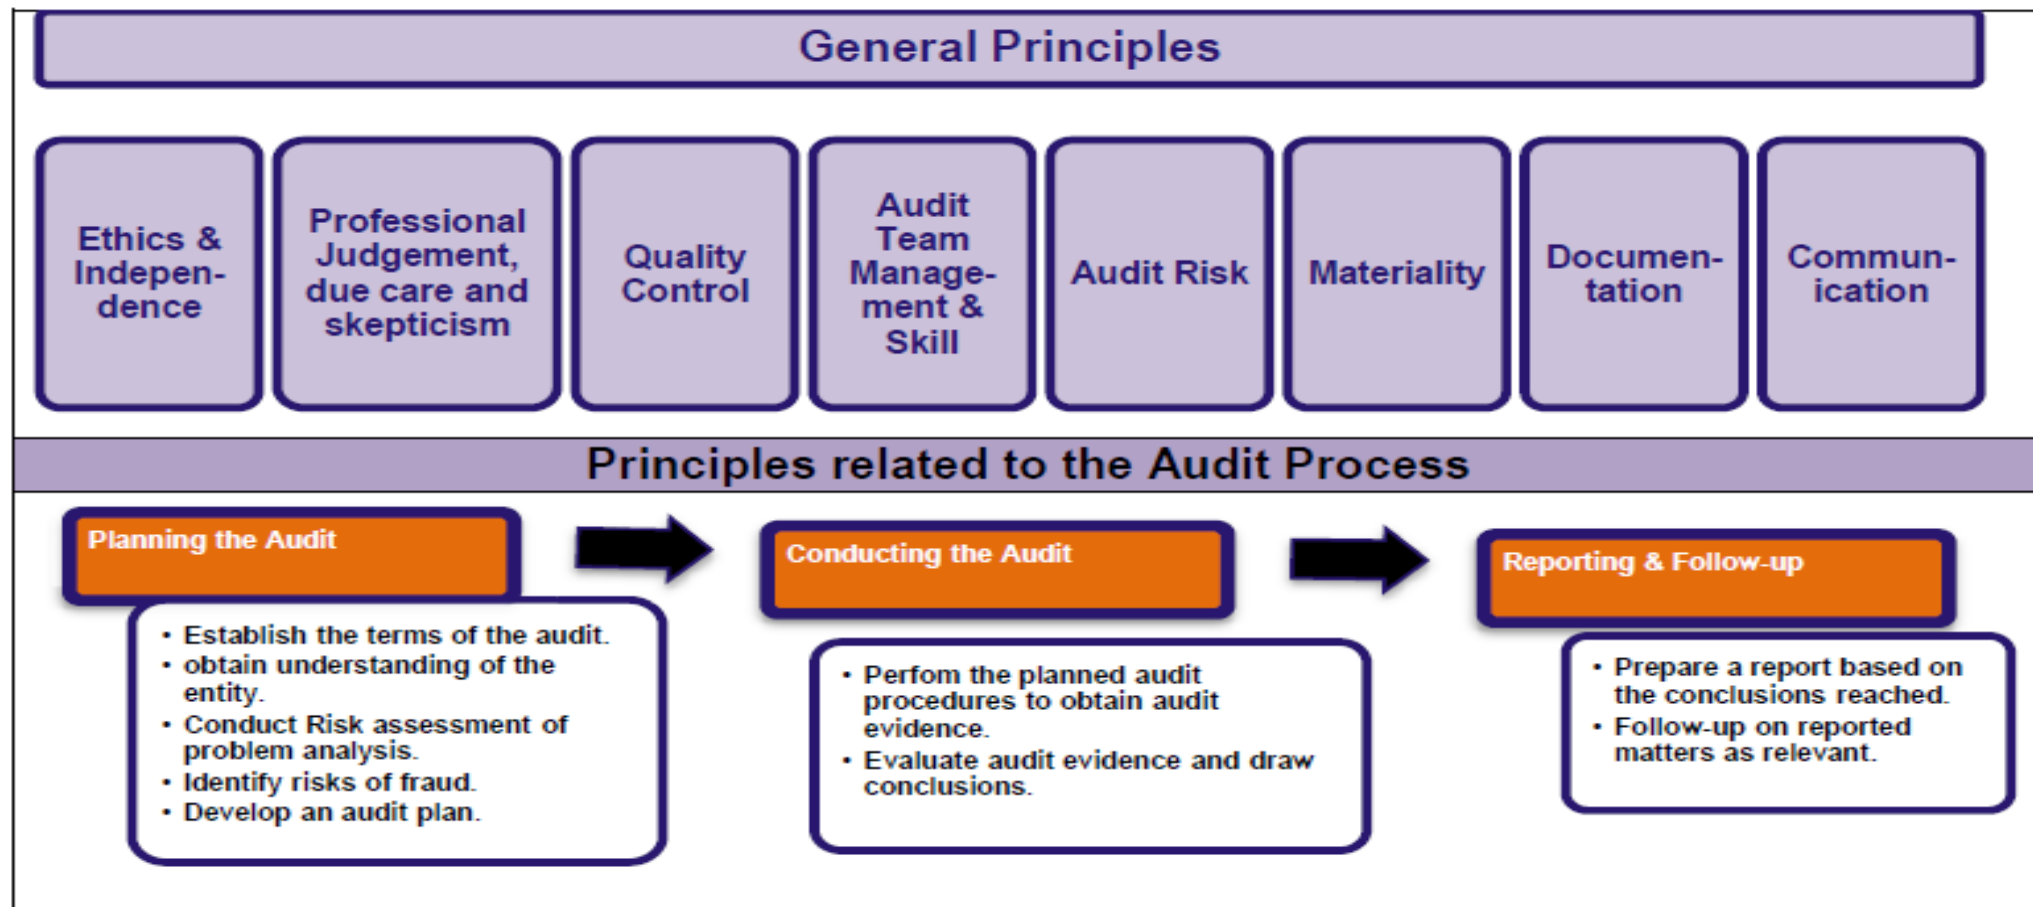 General Principles
Ethics &
Indepen-
dence
Professional
Judgement,
due care and
skepticism
Quality
Control
Audit
Team
Manage-
ment &
Skill
Audit Risk
Materiality
Documen-
tation
Commun-
ication
Principles related to the Audit Process
Planning the Audit
• Establish the terms of the audit.
• obtain understanding of the
entity.
• Conduct Risk assessment of
problem analysis.
• Identify risks of fraud.
• Develop an audit plan.
Conducting the Audit
• Perfom the planned audit
procedures to obtain audit
evidence.
• Evaluate audit evidence and draw
conclusions.
Reporting & Follow-up
• Prepare a report based on
the conclusions reached.
• Follow-up on reported
matters as relevant.